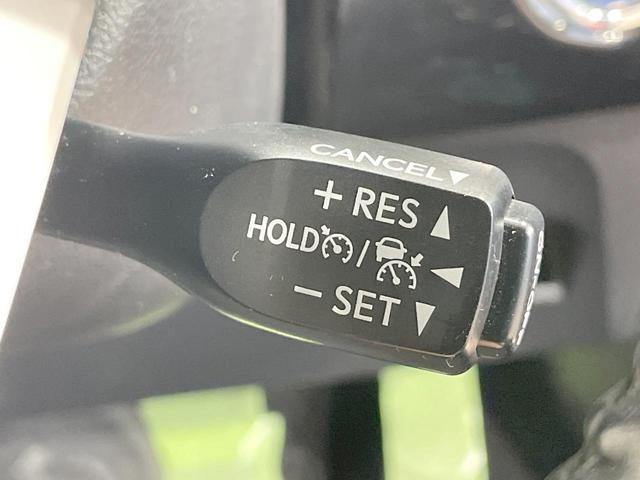 CANCEL▼
+ RES ▲
HOLD / ◄
− SET ▼